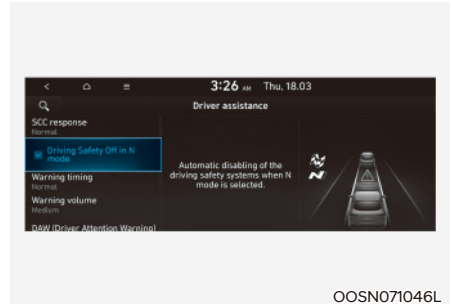 3:26 AM Thu, 18.03
Driver assistance
SCC response
Normal
Driving Safety Off in N
mode
Warning timing
Normal
Warning volume
Medium
DAW (Driver Attention Warning)
Automatic disabling of the
driving safety systems when N
mode is selected.
N
OOSN071046L